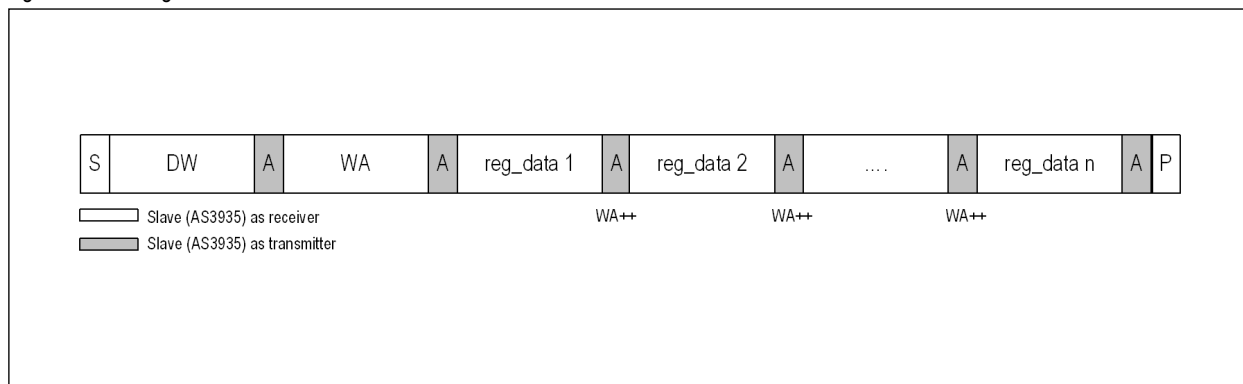 S DW A WA A reg_data 1 A reg_data 2 A .... A reg_data n A P
WA++ WA++ WA++
Slave (AS3935) as receiver
Slave (AS3935) as transmitter